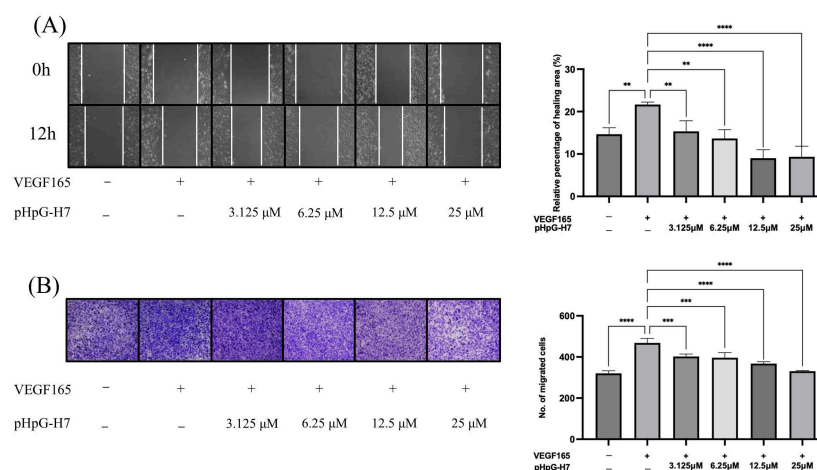 (A)
0h
12h
VEGF165 – + + + + +
pHpG-H7 – – 3.125 μM 6.25 μM 12.5 μM 25 μM
Relative percentage of healing area (%)
30
20
10
0
**
**
**
****
****
VEGF165 – + + + + +
pHpG-H7 – – 3.125μM 6.25μM 12.5μM 25μM
(B)
VEGF165 – + + + + +
pHpG-H7 – – 3.125 μM 6.25 μM 12.5 μM 25 μM
No. of migrated cells
600
400
200
0
****
***
***
****
****
VEGF165 – + + + + +
pHpG-H7 – – 3.125μM 6.25μM 12.5μM 25μM